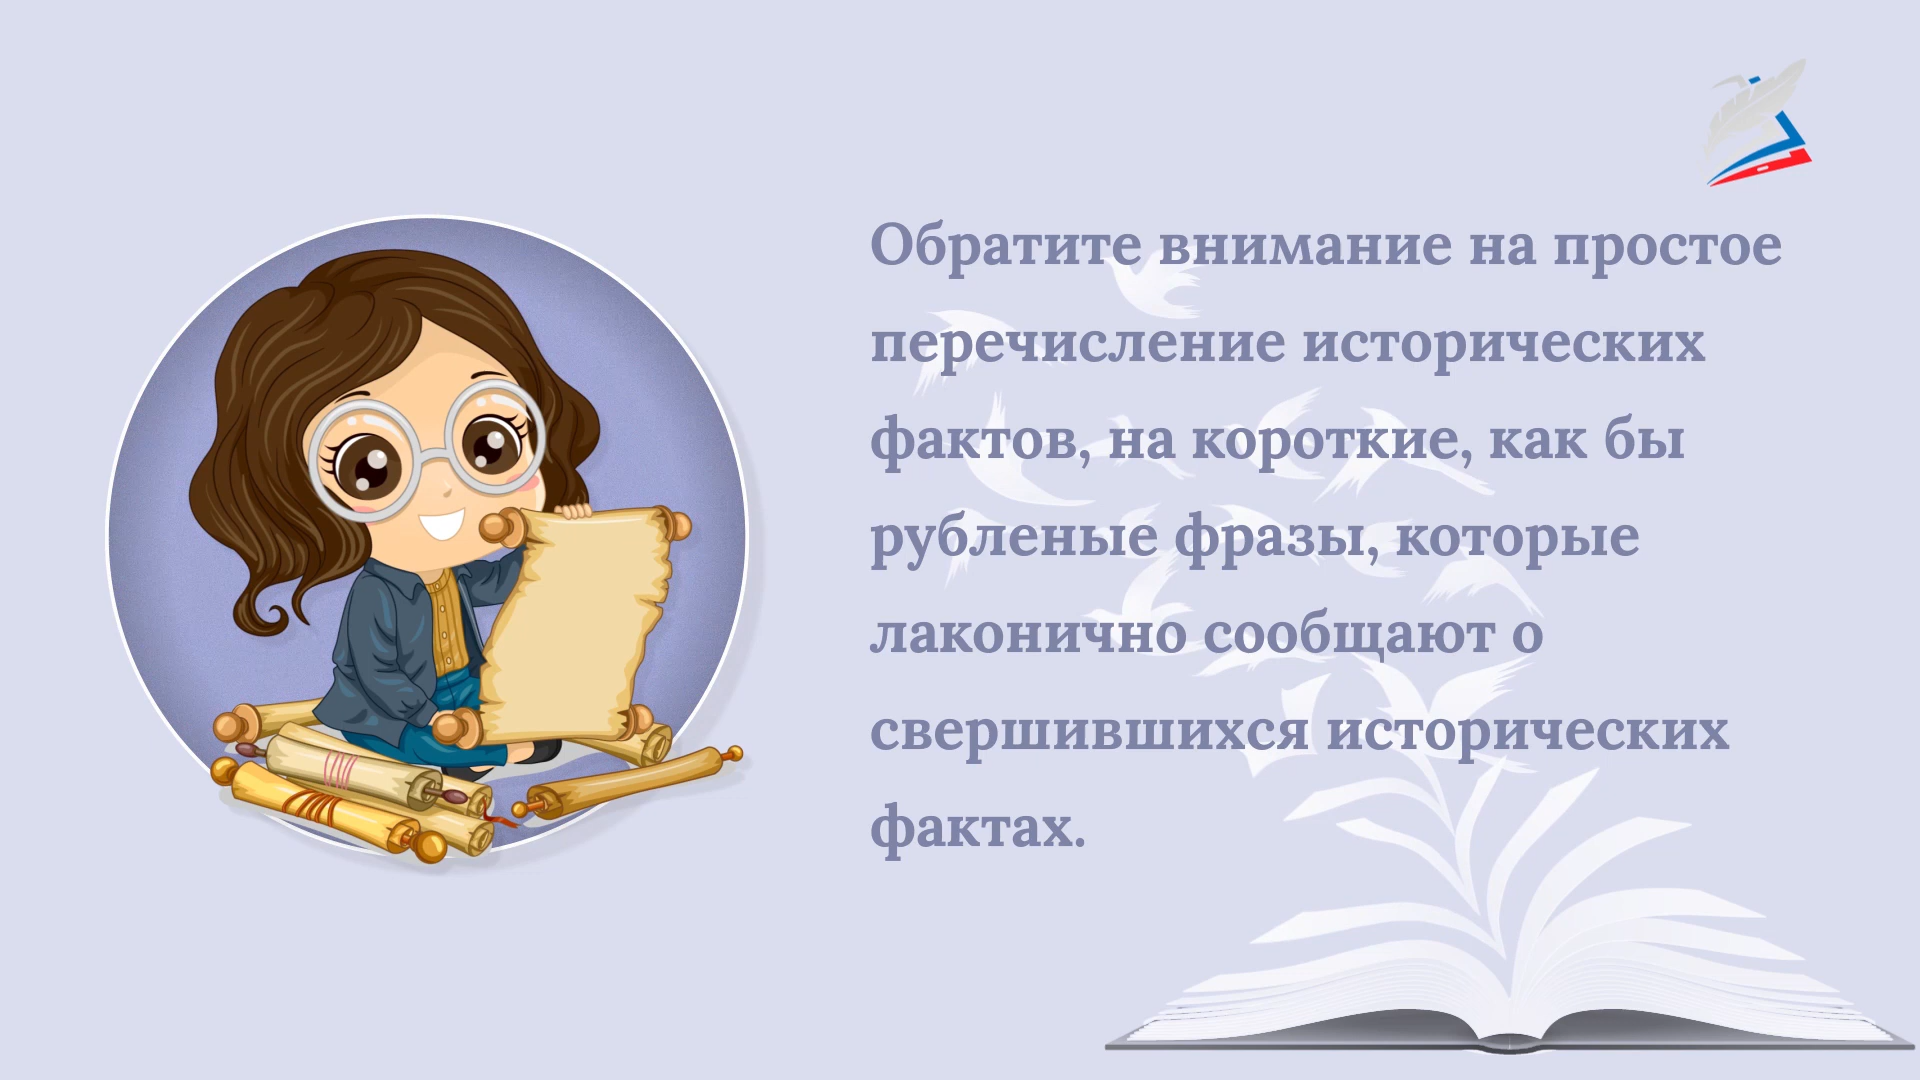 Обратите внимание на простое
перечисление исторических
фактов, на короткие, как бы
рубленые фразы, которые
лаконично сообщают о
свершившихся исторических
фактах.